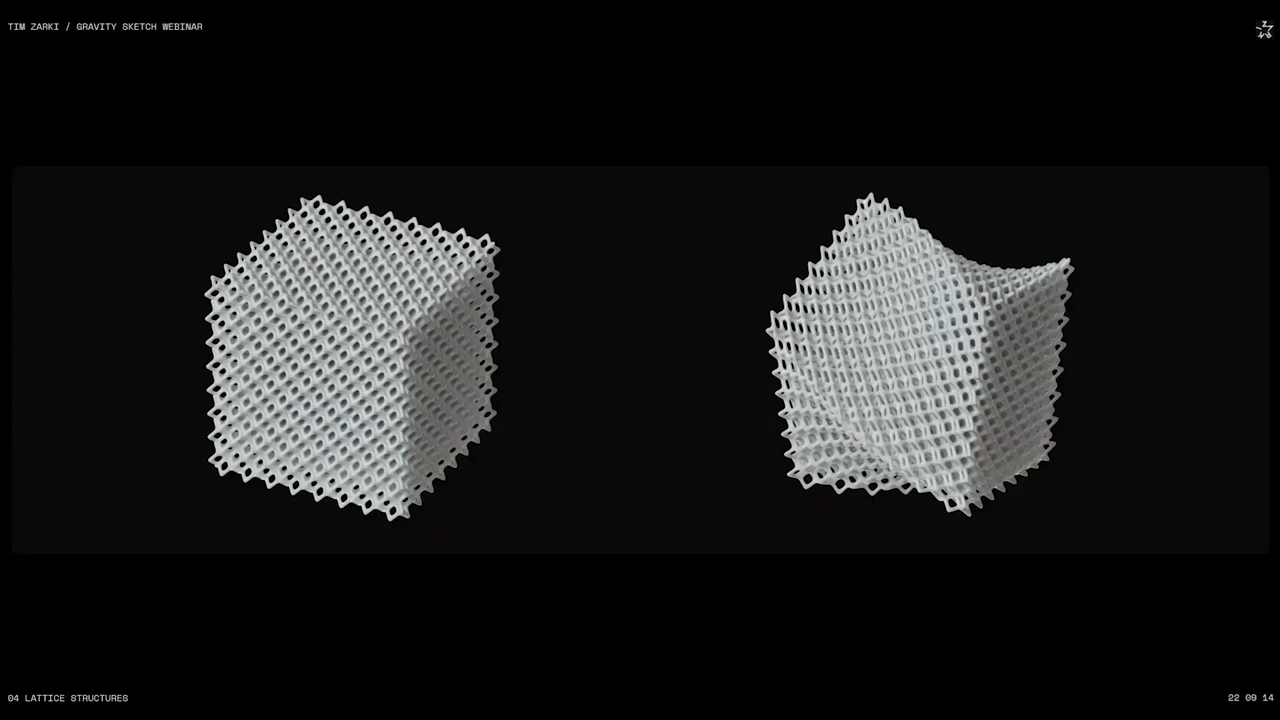 TIM ZARKI / GRAVITY SKETCH WEBINAR
04 LATTICE STRUCTURES
22 09 14